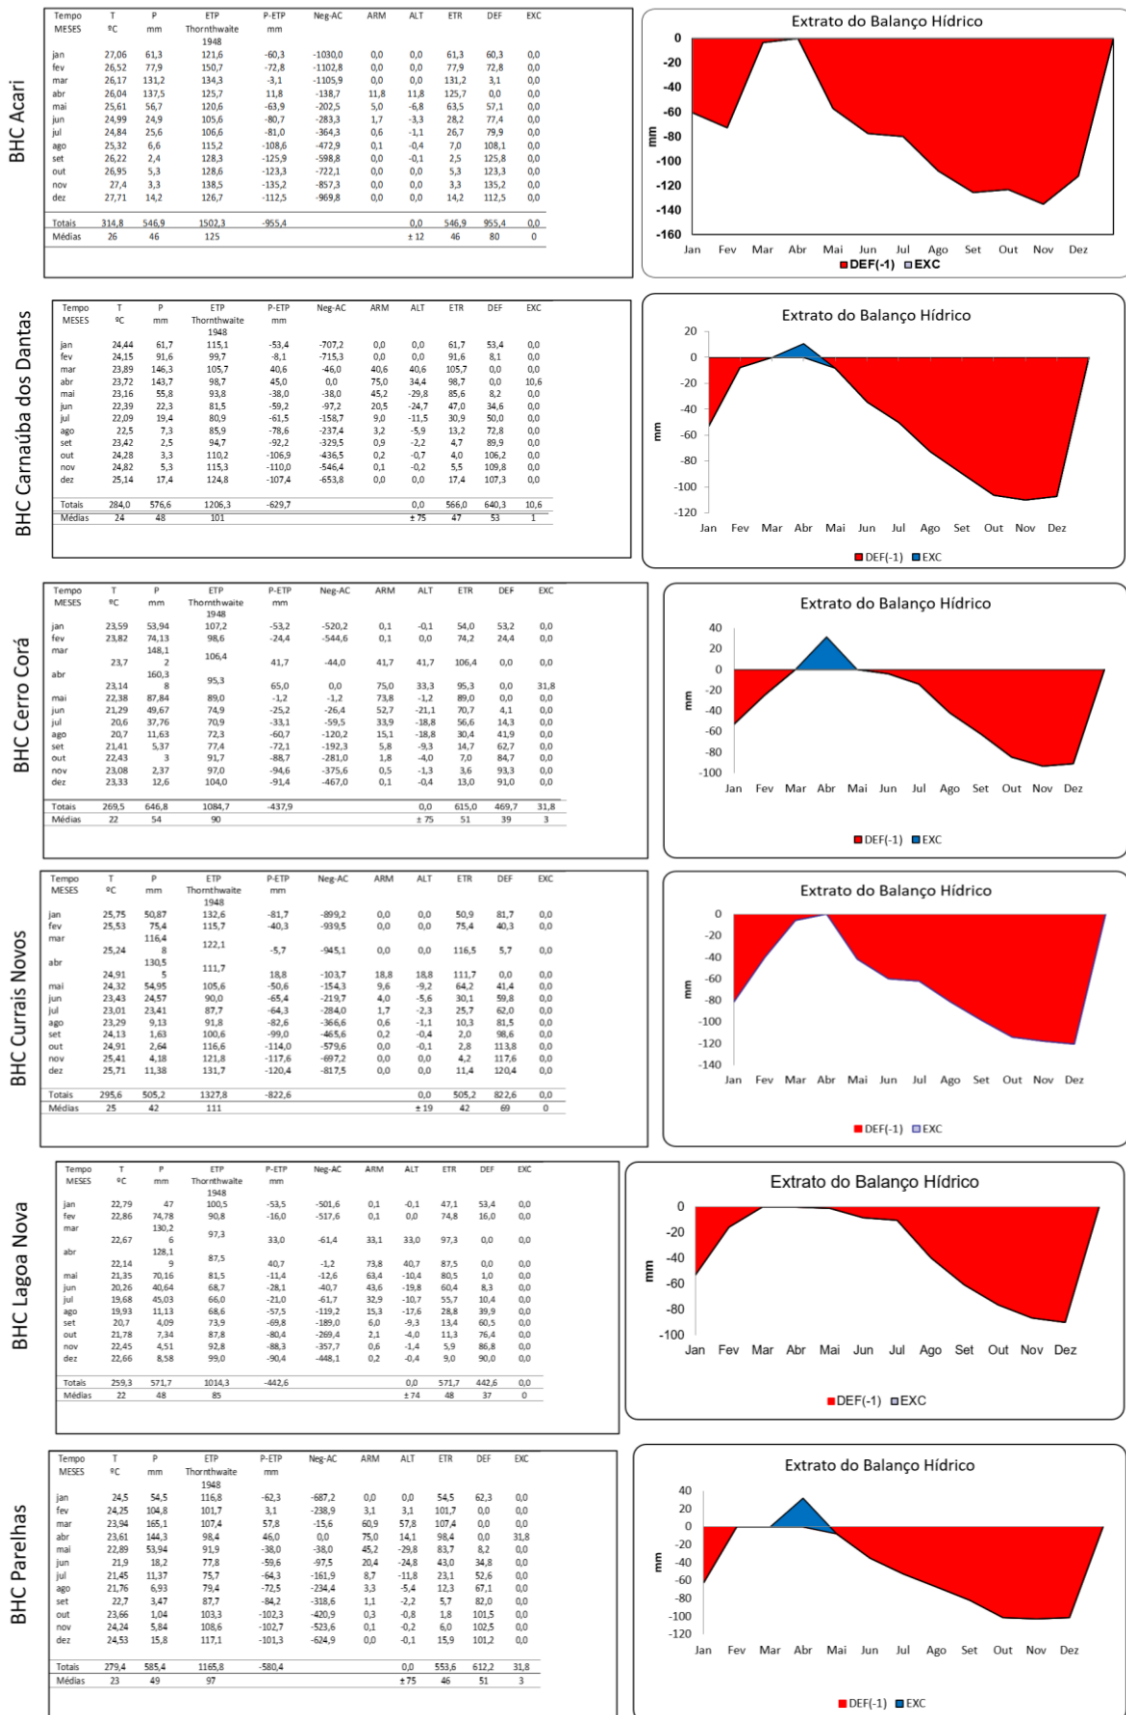 BHC Acari
Tempo T P ETP P-ETP Neg-AC ARM ALT ETR DEF EXC
MESES ºC mm Thornthwaite mm
1948
jan 27,06 61,3 121,6 -60,3 -1030,0 0,0 0,0 61,3 60,3 0,0
fev 26,52 77,9 150,7 -72,8 -1102,8 0,0 0,0 77,9 72,8 0,0
mar 26,17 131,2 134,3 -3,1 -1105,9 0,0 0,0 131,2 3,1 0,0
abr 26,04 137,5 125,7 11,8 -138,7 11,8 11,8 125,7 0,0 0,0
mai 25,61 56,7 120,6 -63,9 -202,5 5,0 -6,8 63,5 57,1 0,0
jun 24,99 24,9 105,6 -80,7 -283,3 1,7 -3,3 28,2 77,4 0,0
jul 24,84 25,6 106,6 -81,0 -364,3 0,6 -1,1 26,7 79,9 0,0
ago 25,32 6,6 115,2 -108,6 -472,9 0,1 -0,4 7,0 108,1 0,0
set 26,22 2,4 128,3 -125,9 -598,8 0,0 -0,1 2,5 125,8 0,0
out 26,95 5,3 128,6 -123,3 -722,1 0,0 0,0 5,3 123,3 0,0
nov 27,4 3,3 138,5 -135,2 -857,3 0,0 0,0 3,3 135,2 0,0
dez 27,71 14,2 126,7 -112,5 -969,8 0,0 0,0 14,2 112,5 0,0
Totais 314,8 546,9 1502,3 -955,4 0,0 546,9 955,4 0,0
Médias 26 46 125 ± 12 46 80 0
Extrato do Balanço Hídrico
mm
0
-20
-40
-60
-80
-100
-120
-140
-160
Jan Fev Mar Abr Mai Jun Jul Ago Set Out Nov Dez
DEF(-1) EXC
BHC Carnaúba dos Dantas
Tempo T P ETP P-ETP Neg-AC ARM ALT ETR DEF EXC
MESES ºC mm Thornthwaite mm
1948
jan 24,44 61,7 115,1 -53,4 -707,2 0,0 0,0 61,7 53,4 0,0
fev 24,15 91,6 99,7 -8,1 -715,3 0,0 0,0 91,6 8,1 0,0
mar 23,89 146,3 105,7 40,6 -46,0 40,6 40,6 105,7 0,0 0,0
abr 23,72 143,7 98,7 45,0 0,0 75,0 34,4 98,7 0,0 10,6
mai 23,16 55,8 93,8 -38,0 -38,0 45,2 -29,8 85,6 8,2 0,0
jun 22,39 22,3 81,5 -59,2 -97,2 20,5 -24,7 47,0 34,6 0,0
jul 22,09 19,4 80,9 -61,5 -158,7 9,0 -11,5 30,9 50,0 0,0
ago 22,5 7,3 85,9 -78,6 -237,4 3,2 -5,9 13,2 72,8 0,0
set 23,42 2,5 94,7 -92,2 -329,5 0,9 -2,2 4,7 89,9 0,0
out 24,28 3,3 110,2 -106,9 -436,5 0,2 -0,7 4,0 106,2 0,0
nov 24,82 5,3 115,3 -110,0 -546,4 0,1 -0,2 5,5 109,8 0,0
dez 25,14 17,4 124,8 -107,4 -653,8 0,0 0,0 17,4 107,3 0,0
Totais 284,0 576,6 1206,3 -629,7 0,0 566,0 640,3 10,6
Médias 24 48 101 ± 75 47 53 1
Extrato do Balanço Hídrico
mm
20
0
-20
-40
-60
-80
-100
-120
Jan Fev Mar Abr Mai Jun Jul Ago Set Out Nov Dez
DEF(-1) EXC
BHC Cerro Corá
Tempo T P ETP P-ETP Neg-AC ARM ALT ETR DEF EXC
MESES ºC mm Thornthwaite mm
1948
jan 23,59 53,94 107,2 -53,2 -520,2 0,1 -0,1 54,0 53,2 0,0
fev 23,82 74,13 98,6 -24,4 -544,6 0,1 0,0 74,2 24,4 0,0
mar 148,1 106,4
23,7 2 41,7 -44,0 41,7 41,7 106,4 0,0 0,0
abr 160,3 95,3
23,14 8 65,0 0,0 75,0 33,3 95,3 0,0 31,8
mai 22,38 87,84 89,0 -1,2 -1,2 73,8 -1,2 89,0 0,0 0,0
jun 21,29 49,67 74,9 -25,2 -26,4 52,7 -21,1 70,7 4,1 0,0
jul 20,6 37,76 70,9 -33,1 -59,5 33,9 -18,8 56,6 14,3 0,0
ago 20,7 11,63 72,3 -60,7 -120,2 15,1 -18,8 30,4 41,9 0,0
set 21,41 5,37 77,4 -72,1 -192,3 5,8 -9,3 14,7 62,7 0,0
out 22,43 3 91,7 -88,7 -281,0 1,8 -4,0 7,0 84,7 0,0
nov 23,08 2,37 97,0 -94,6 -375,6 0,5 -1,3 3,6 93,3 0,0
dez 23,33 12,6 104,0 -91,4 -467,0 0,1 -0,4 13,0 91,0 0,0
Totais 269,5 646,8 1084,7 -437,9 0,0 615,0 469,7 31,8
Médias 22 54 90 ± 75 51 39 3
Extrato do Balanço Hídrico
mm
40
20
0
-20
-40
-60
-80
-100
Jan Fev Mar Abr Mai Jun Jul Ago Set Out Nov Dez
DEF(-1) EXC
BHC Currais Novos
Tempo T P ETP P-ETP Neg-AC ARM ALT ETR DEF EXC
MESES ºC mm Thornthwaite mm
1948
jan 25,75 50,87 132,6 -81,7 -899,2 0,0 0,0 50,9 81,7 0,0
fev 25,53 75,4 115,7 -40,3 -939,5 0,0 0,0 75,4 40,3 0,0
mar 116,4 122,1
25,24 8 -5,7 -945,1 0,0 0,0 116,5 5,7 0,0
abr 130,5 111,7
24,91 5 18,8 -103,7 18,8 18,8 111,7 0,0 0,0
mai 24,32 54,95 105,6 -50,6 -154,3 9,6 -9,2 64,2 41,4 0,0
jun 23,43 24,57 90,0 -65,4 -219,7 4,0 -5,6 30,1 59,8 0,0
jul 23,01 23,41 87,7 -64,3 -284,0 1,7 -2,3 25,7 62,0 0,0
ago 23,29 9,13 91,8 -82,6 -366,6 0,6 -1,1 10,3 81,5 0,0
set 24,13 1,63 100,6 -99,0 -465,6 0,2 -0,4 2,0 98,6 0,0
out 24,91 2,64 116,6 -114,0 -579,6 0,0 -0,1 2,8 113,8 0,0
nov 25,41 4,18 121,8 -117,6 -697,2 0,0 0,0 4,2 117,6 0,0
dez 25,71 11,38 131,7 -120,4 -817,5 0,0 0,0 11,4 120,4 0,0
Totais 295,6 505,2 1327,8 -822,6 0,0 505,2 822,6 0,0
Médias 25 42 111 ± 19 42 69 0
Extrato do Balanço Hídrico
mm
0
-20
-40
-60
-80
-100
-120
-140
Jan Fev Mar Abr Mai Jun Jul Ago Set Out Nov Dez
DEF(-1) EXC
BHC Lagoa Nova
Tempo T P ETP P-ETP Neg-AC ARM ALT ETR DEF EXC
MESES ºC mm Thornthwaite mm
1948
jan 22,79 47 100,5 -53,5 -501,6 0,1 -0,1 47,1 53,4 0,0
fev 22,86 74,78 90,8 -16,0 -517,6 0,1 0,0 74,8 16,0 0,0
mar 130,2 97,3
22,67 6 33,0 -61,4 33,1 33,0 97,3 0,0 0,0
abr 128,1 87,5
22,14 9 40,7 -1,2 73,8 40,7 87,5 0,0 0,0
mai 21,35 70,16 81,5 -11,4 -12,6 63,4 -10,4 80,5 1,0 0,0
jun 20,26 40,64 68,7 -28,1 -40,7 43,6 -19,8 60,4 8,3 0,0
jul 19,68 45,03 66,0 -21,0 -61,7 32,9 -10,7 55,7 10,4 0,0
ago 19,93 11,13 68,6 -57,5 -119,2 15,3 -17,6 28,8 39,9 0,0
set 20,7 4,09 73,9 -69,8 -189,0 6,0 -9,3 13,4 60,5 0,0
out 21,78 7,34 87,8 -80,4 -269,4 2,1 -4,0 11,3 76,4 0,0
nov 22,45 4,51 92,8 -88,3 -357,7 0,6 -1,4 5,9 86,8 0,0
dez 22,66 8,58 99,0 -90,4 -448,1 0,2 -0,4 9,0 90,0 0,0
Totais 259,3 571,7 1014,3 -442,6 0,0 571,7 442,6 0,0
Médias 22 48 85 ± 74 48 37 0
Extrato do Balanço Hídrico
mm
0
-20
-40
-60
-80
-100
Jan Fev Mar Abr Mai Jun Jul Ago Set Out Nov Dez
DEF(-1) EXC
BHC Parelhas
Tempo T P ETP P-ETP Neg-AC ARM ALT ETR DEF EXC
MESES ºC mm Thornthwaite mm
1948
jan 24,5 54,5 116,8 -62,3 -687,2 0,0 0,0 54,5 62,3 0,0
fev 24,25 104,8 101,7 3,1 -238,9 3,1 3,1 101,7 0,0 0,0
mar 23,94 165,1 107,4 57,8 -15,6 60,9 57,8 107,4 0,0 0,0
abr 23,61 144,3 98,4 46,0 0,0 75,0 14,1 98,4 0,0 31,8
mai 22,89 53,94 91,9 -38,0 -38,0 45,2 -29,8 83,7 8,2 0,0
jun 21,9 18,2 77,8 -59,6 -97,5 20,4 -24,8 43,0 34,8 0,0
jul 21,45 11,37 75,7 -64,3 -161,9 8,7 -11,8 23,1 52,6 0,0
ago 21,76 6,93 79,4 -72,5 -234,4 3,3 -5,4 12,3 67,1 0,0
set 22,7 3,47 87,7 -84,2 -318,6 1,1 -2,2 5,7 82,0 0,0
out 23,66 1,04 103,3 -102,3 -420,9 0,3 -0,8 1,8 101,5 0,0
nov 24,24 5,84 108,6 -102,7 -523,6 0,1 -0,2 6,0 102,5 0,0
dez 24,53 15,8 117,1 -101,3 -624,9 0,0 -0,1 15,9 101,2 0,0
Totais 279,4 585,4 1165,8 -580,4 0,0 553,6 612,2 31,8
Médias 23 49 97 ± 75 46 51 3
Extrato do Balanço Hídrico
mm
40
20
0
-20
-40
-60
-80
-100
-120
Jan Fev Mar Abr Mai Jun Jul Ago Set Out Nov Dez
DEF(-1) EXC